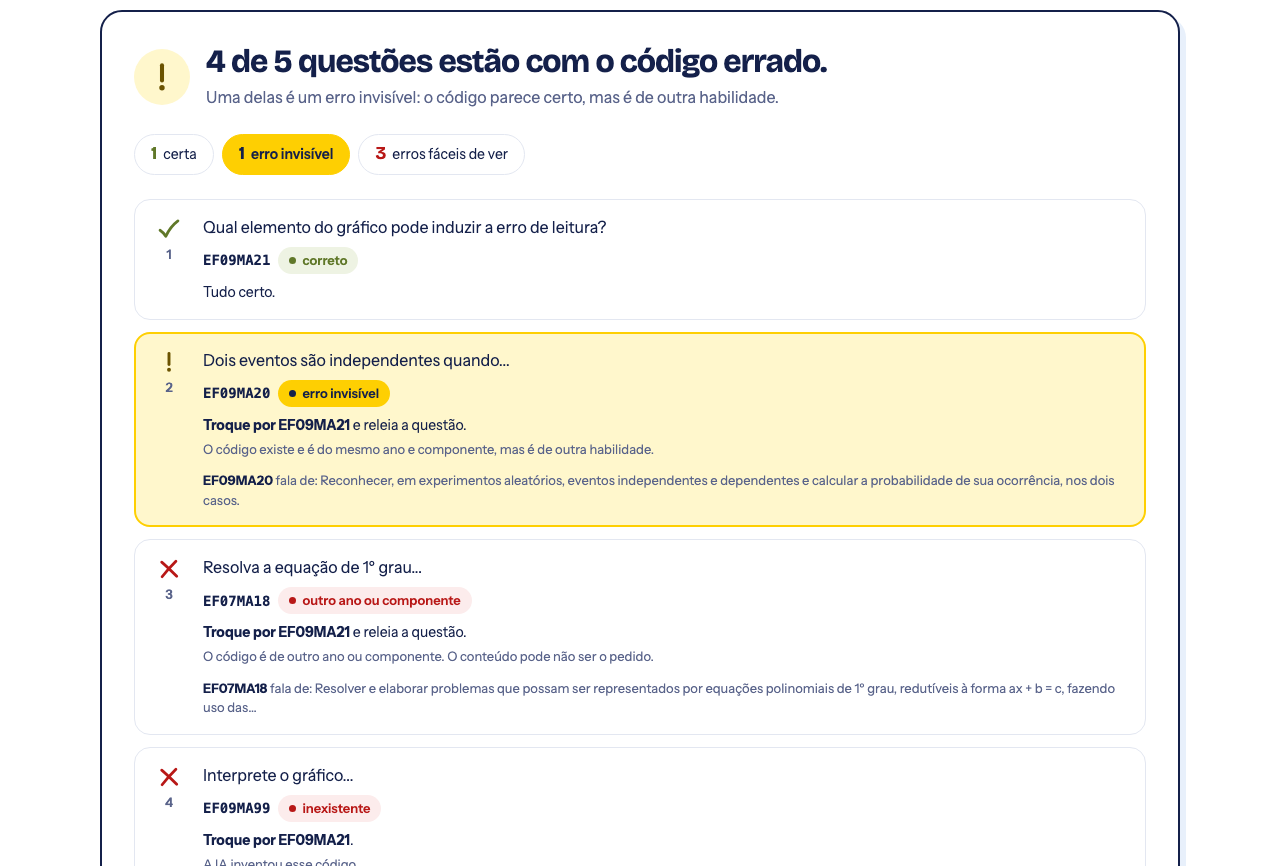 !
4 de 5 questões estão com o código errado.
Uma delas é um erro invisível: o código parece certo, mas é de outra habilidade.
1 certa
1 erro invisível
3 erros fáceis de ver
Qual elemento do gráfico pode induzir a erro de leitura?
1
EF09MA21
correto
Tudo certo.
!
Dois eventos são independentes quando...
2
EF09MA20
erro invisível
Troque por EF09MA21 e releia a questão.
O código existe e é do mesmo ano e componente, mas é de outra habilidade.
EF09MA20 fala de: Reconhecer, em experimentos aleatórios, eventos independentes e dependentes e calcular a probabilidade de sua ocorrência, nos dois
casos.
Resolva a equação de 1º grau...
3
EF07MA18
outro ano ou componente
Troque por EF09MA21 e releia a questão.
O código é de outro ano ou componente. O conteúdo pode não ser o pedido.
EF07MA18 fala de: Resolver e elaborar problemas que possam ser representados por equações polinomiais de 1º grau, redutíveis à forma ax + b = c, fazendo
uso das...
Interprete o gráfico...
4
EF09MA99
inexistente
Troque por EF09MA21.
A IA inventou esse código.